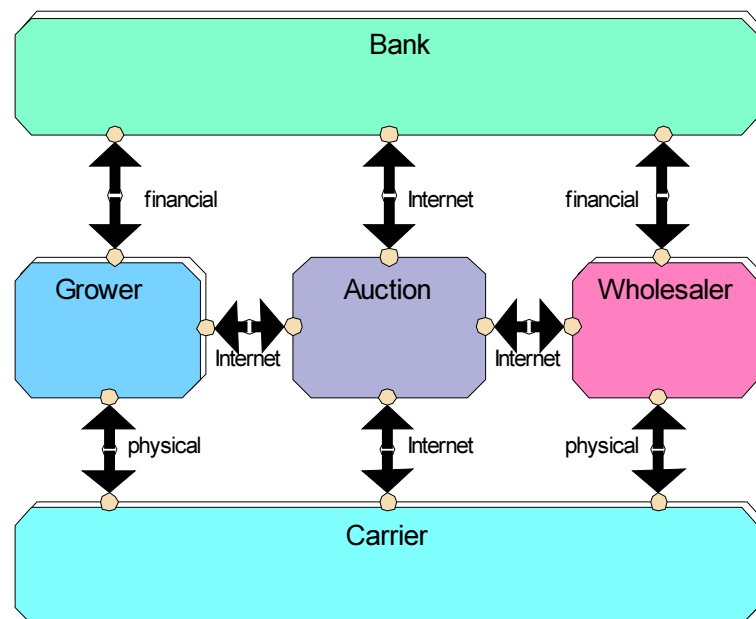 Bank
financial
Internet
financial
Grower
Auction
Wholesaler
Internet
Internet
physical
Internet
physical
Carrier